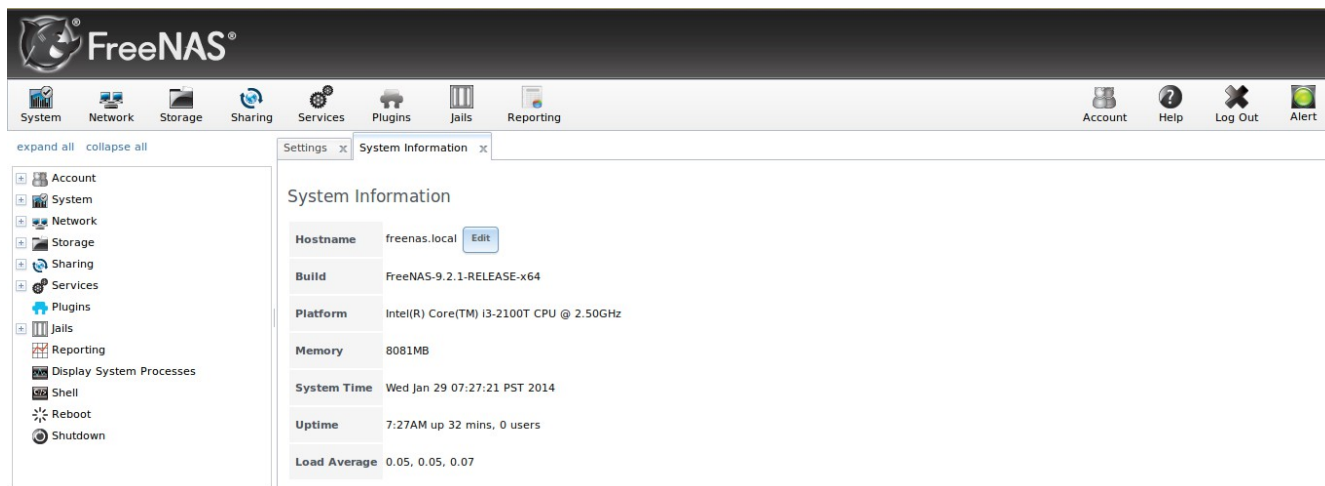 FreeNAS®
System Network Storage Sharing Services Plugins Jails Reporting Account Help Log Out Alert
expand all collapse all
Settings x System Information x
Account
System
Network
Storage
Sharing
Services
Plugins
Jails
Reporting
Display System Processes
Shell
Reboot
Shutdown
System Information
Hostname freenas.local Edit
Build FreeNAS-9.2.1-RELEASE-x64
Platform Intel(R) Core(TM) i3-2100T CPU @ 2.50GHz
Memory 8081MB
System Time Wed Jan 29 07:27:21 PST 2014
Uptime 7:27AM up 32 mins, 0 users
Load Average 0.05, 0.05, 0.07